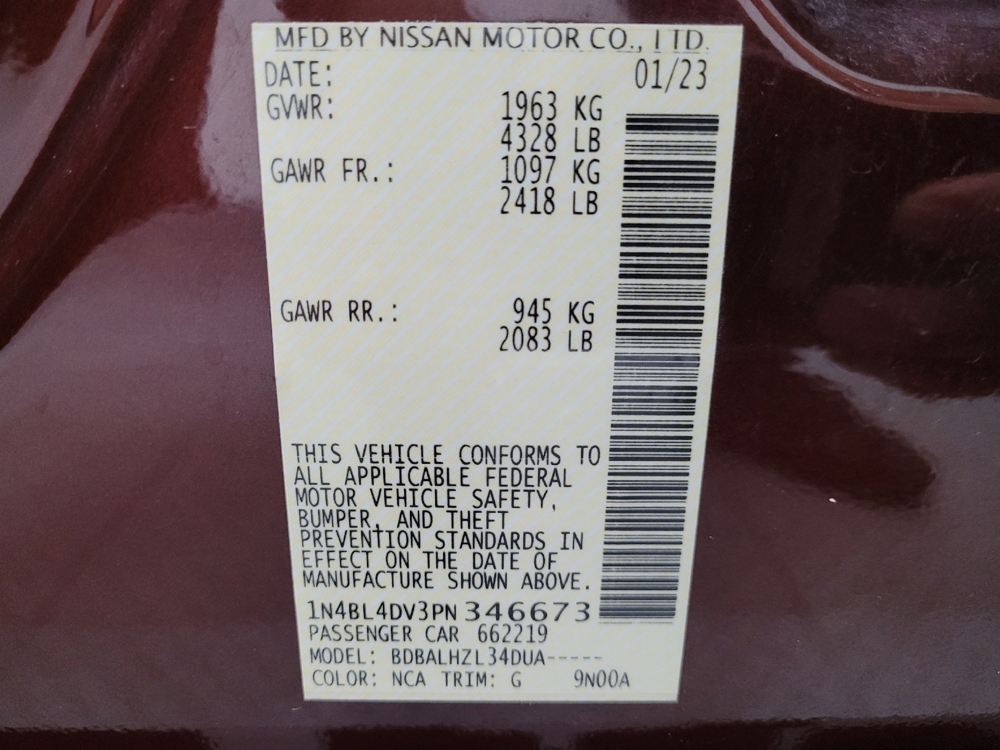 MFD BY NISSAN MOTOR CO., LTD.
DATE: 01/23
GVWR: 1963 KG
4328 LB
GAWR FR.: 1097 KG
2418 LB
GAWR RR.: 945 KG
2083 LB
THIS VEHICLE CONFORMS TO
ALL APPLICABLE FEDERAL
MOTOR VEHICLE SAFETY,
BUMPER, AND THEFT
PREVENTION STANDARDS IN
EFFECT ON THE DATE OF
MANUFACTURE SHOWN ABOVE.
1N4BL4DV3PN346673
PASSENGER CAR 662219
MODEL: BDBALHZL34DUA-----
COLOR: NCA TRIM: G 9N00A